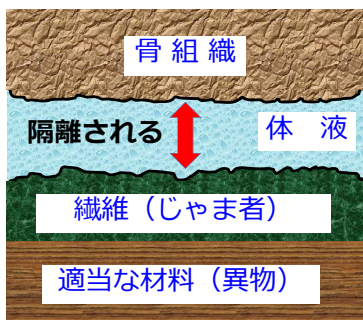 骨 組 織
隔離される
体　液
繊維（じゃま者）
適当な材料（異物）